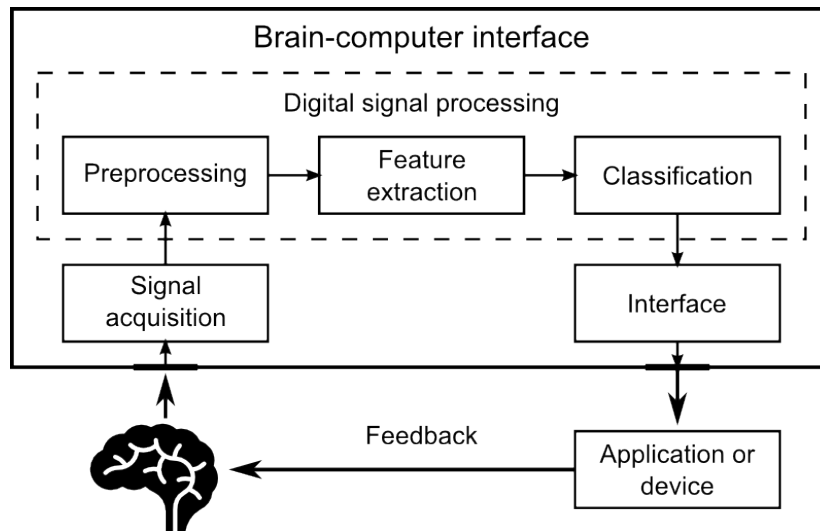 Brain-computer interface
Digital signal processing
Preprocessing
Feature
extraction
Classification
Signal
acquisition
Interface
Feedback
Application or
device